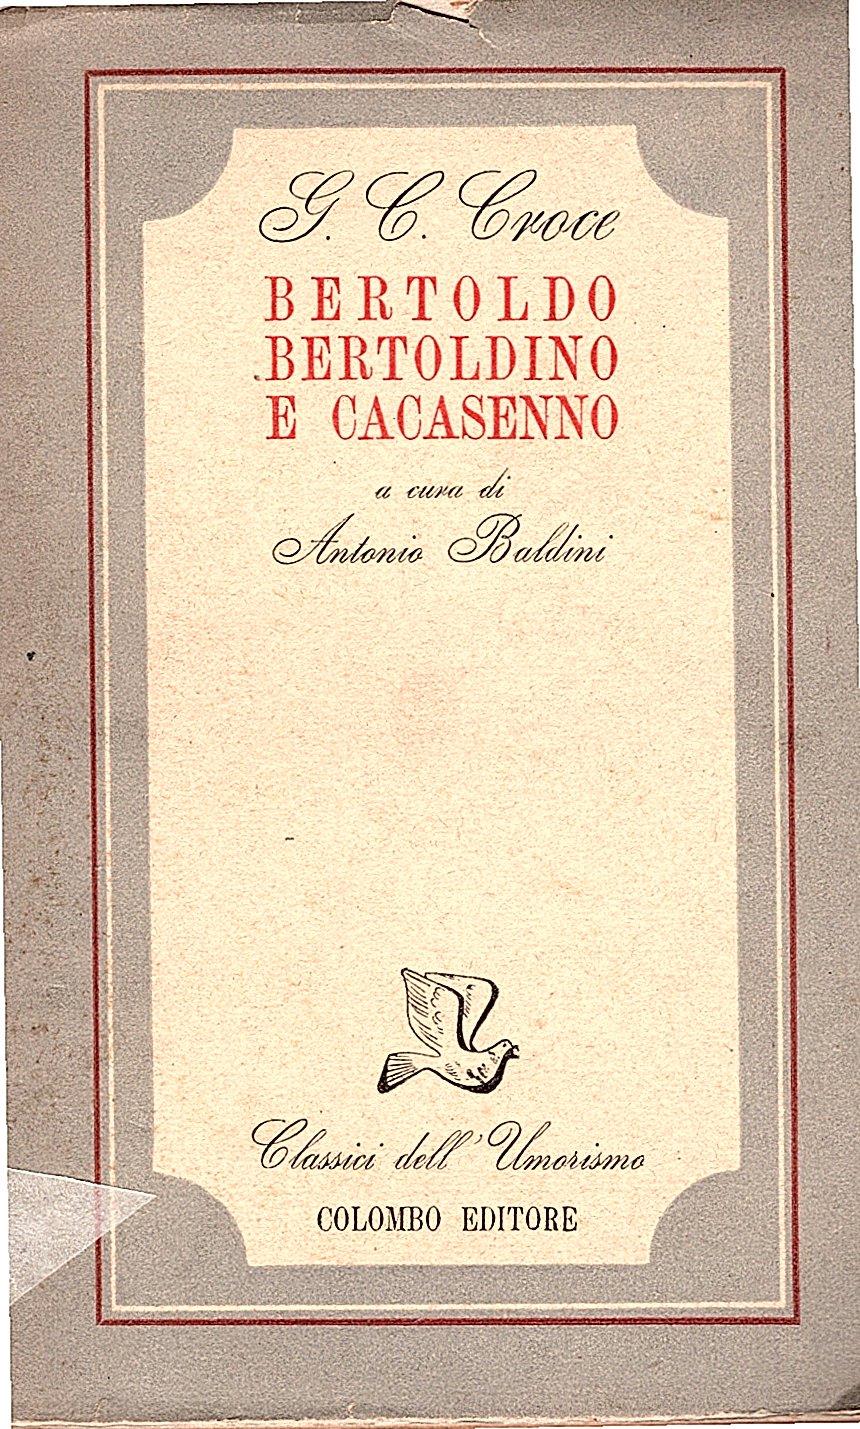 G. C. Croce
BERTOLDO
BERTOLDINO
E CACASENNO
a cura di
Antonio Baldini
Classici dell' Umorismo
COLOMBO EDITORE